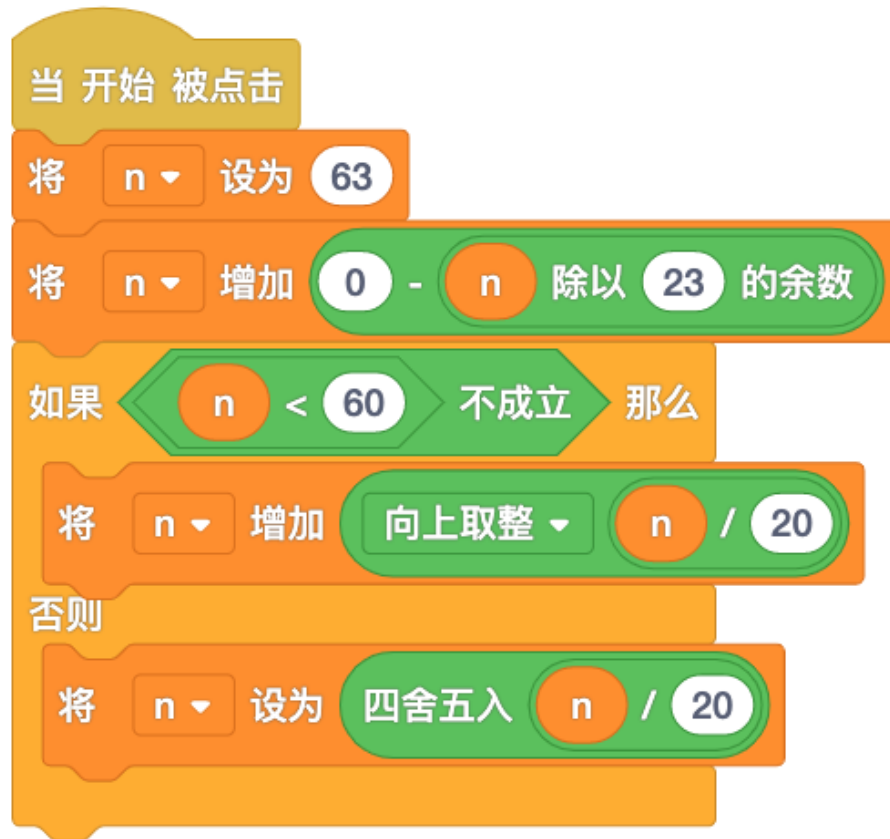 当 开始 被点击
将 n 设为 63
将 n 增加 0 - n 除以 23 的余数
如果 n < 60 不成立 那么
将 n 增加 向上取整 n / 20
否则
将 n 设为 四舍五入 n / 20